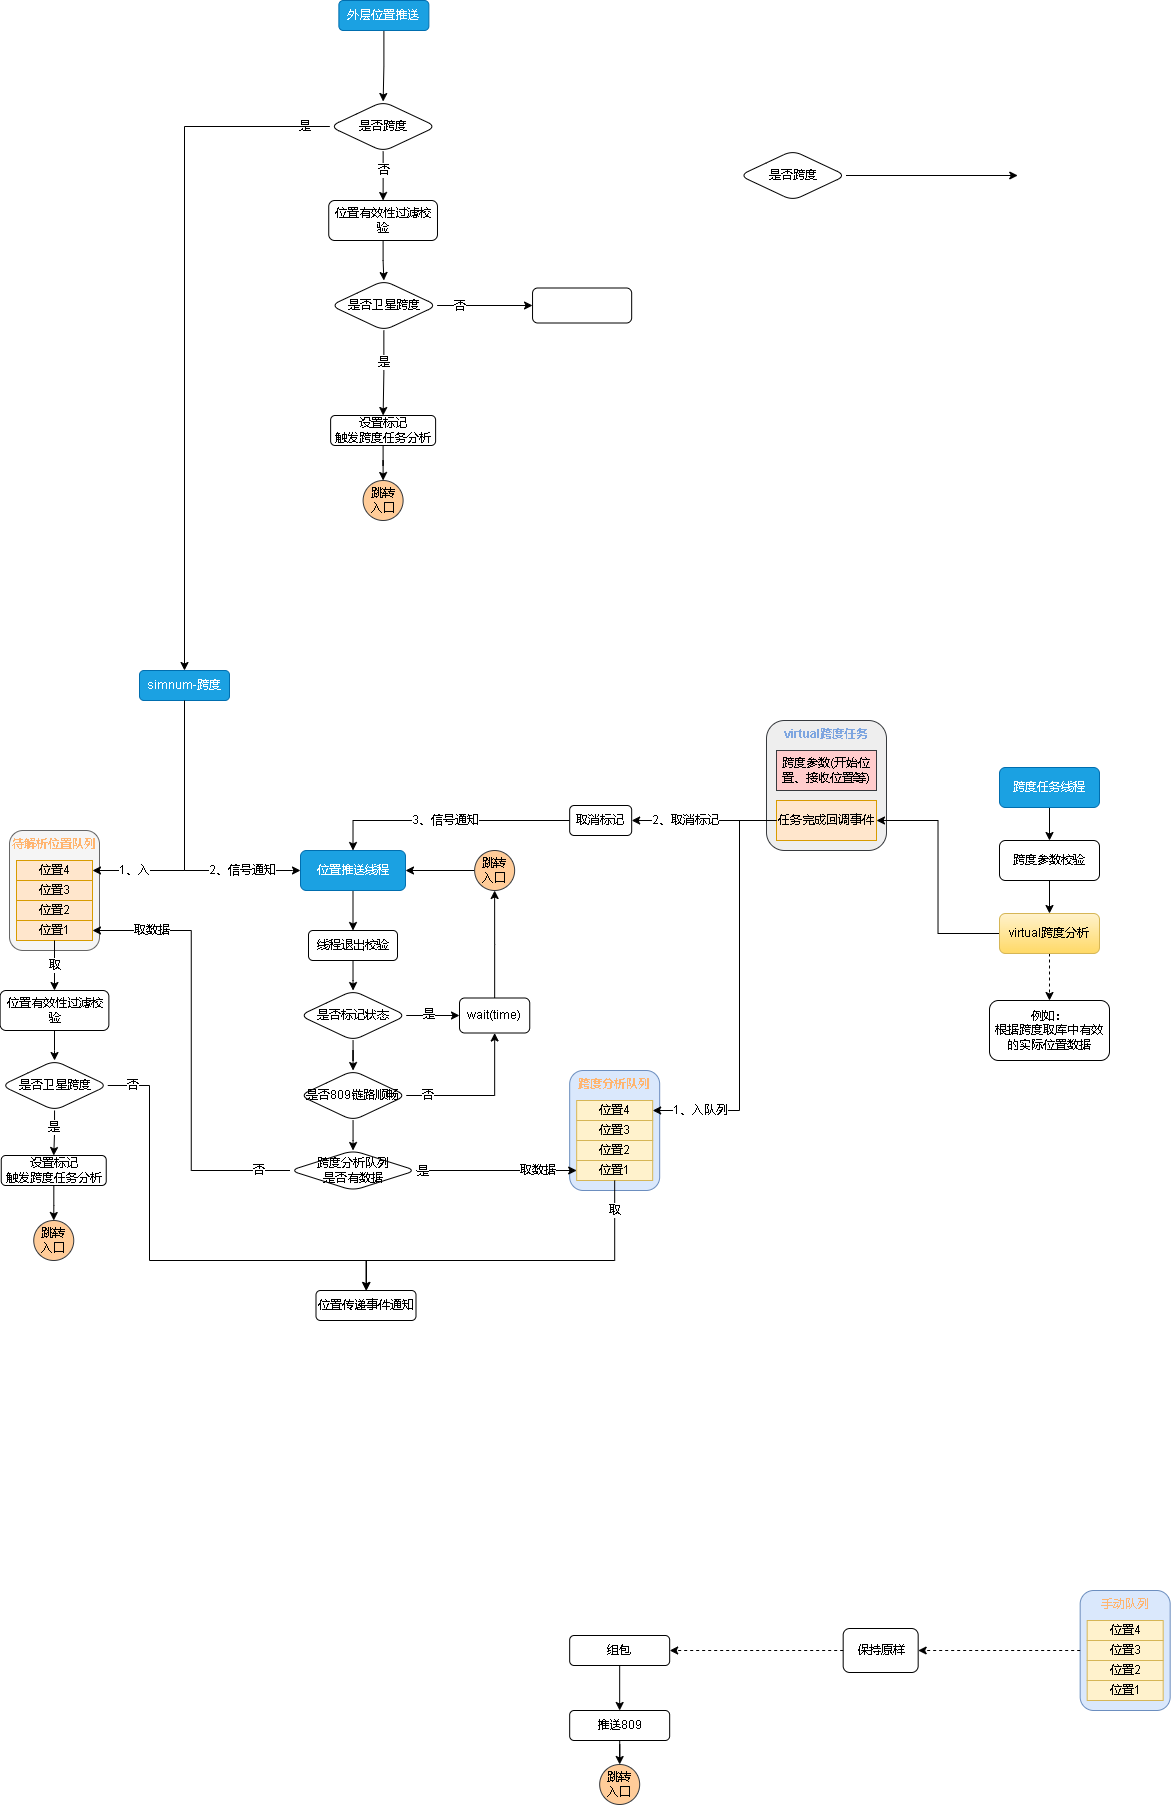 外层位置推送
是否跨度
是
否
是否跨度
位置有效性过滤校
验
是否卫星跨度
否
是
设置标记
触发跨度任务分析
跳转
入口
simnum-跨度
virtual跨度任务
跨度参数(开始位
置、接收位置等)
任务完成回调事件
跨度任务线程
跨度参数校验
virtual跨度分析
例如：
根据跨度取库中有效
的实际位置数据
取消标记
2、取消标记
3、信号通知
待解析位置队列
位置4
位置3
位置2
位置1
1、入
2、信号通知
位置推送线程
跳转
入口
取数据
线程退出校验
取
位置有效性过滤校
验
是否标记状态
是
wait(time)
是否卫星跨度
否
是否809链路顺畅
否
跨度分析队列
位置4
位置3
位置2
位置1
1、入队列
是
设置标记
触发跨度任务分析
否
跨度分析队列
是否有数据
是
取数据
取
跳转
入口
位置传递事件通知
手动队列
位置4
位置3
位置2
位置1
保持原样
组包
推送809
跳转
入口